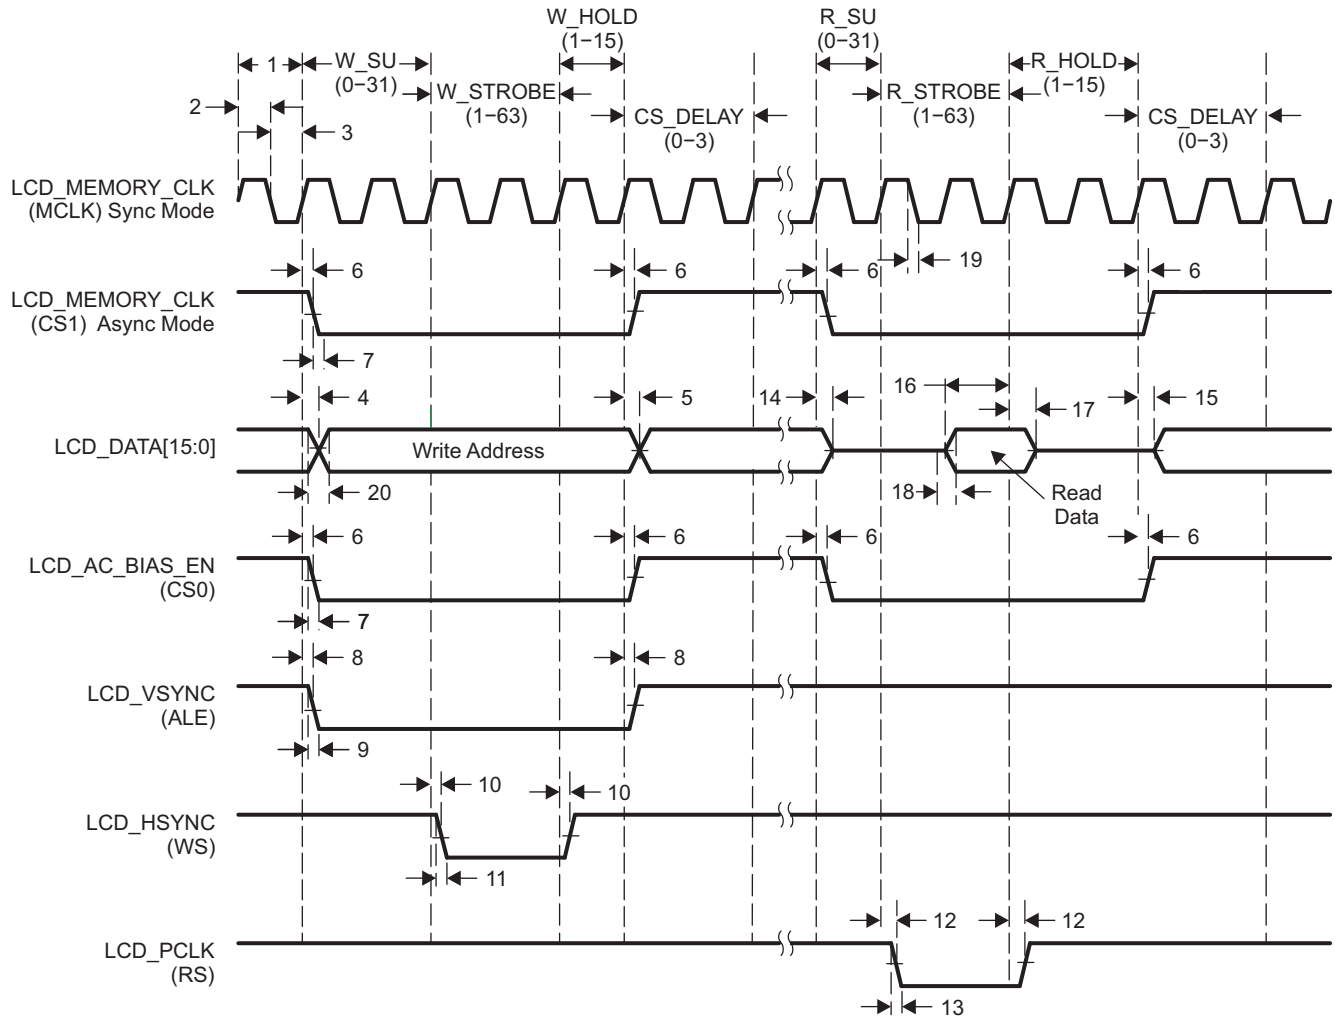 W_HOLD
(1−15)
R_SU
(0−31)
1
W_SU
(0−31)
R_HOLD
(1−15)
W_STROBE
(1−63)
R_STROBE
(1−63)
2
CS_DELAY
(0−3)
CS_DELAY
(0−3)
3
LCD_MEMORY_CLK
(MCLK) Sync Mode
19
6
6
6
6
LCD_MEMORY_CLK
(CS1) Async Mode
7
16
4
5
14
17
15
LCD_DATA[15:0]
Write Address
20
18
Read
Data
6
6
6
6
LCD_AC_BIAS_EN
(CS0)
7
8
8
LCD_VSYNC
(ALE)
9
10
10
LCD_HSYNC
(WS)
11
12
12
LCD_PCLK
(RS)
13